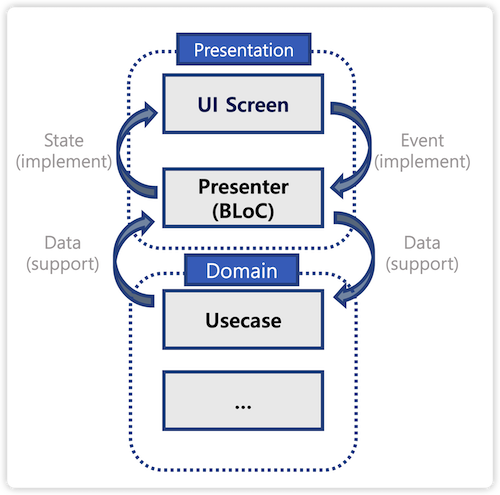 Presentation
UI Screen
State
(implement)
Event
(implement)
Presenter
(BLoC)
Data
(support)
Data
(support)
Domain
Usecase
...